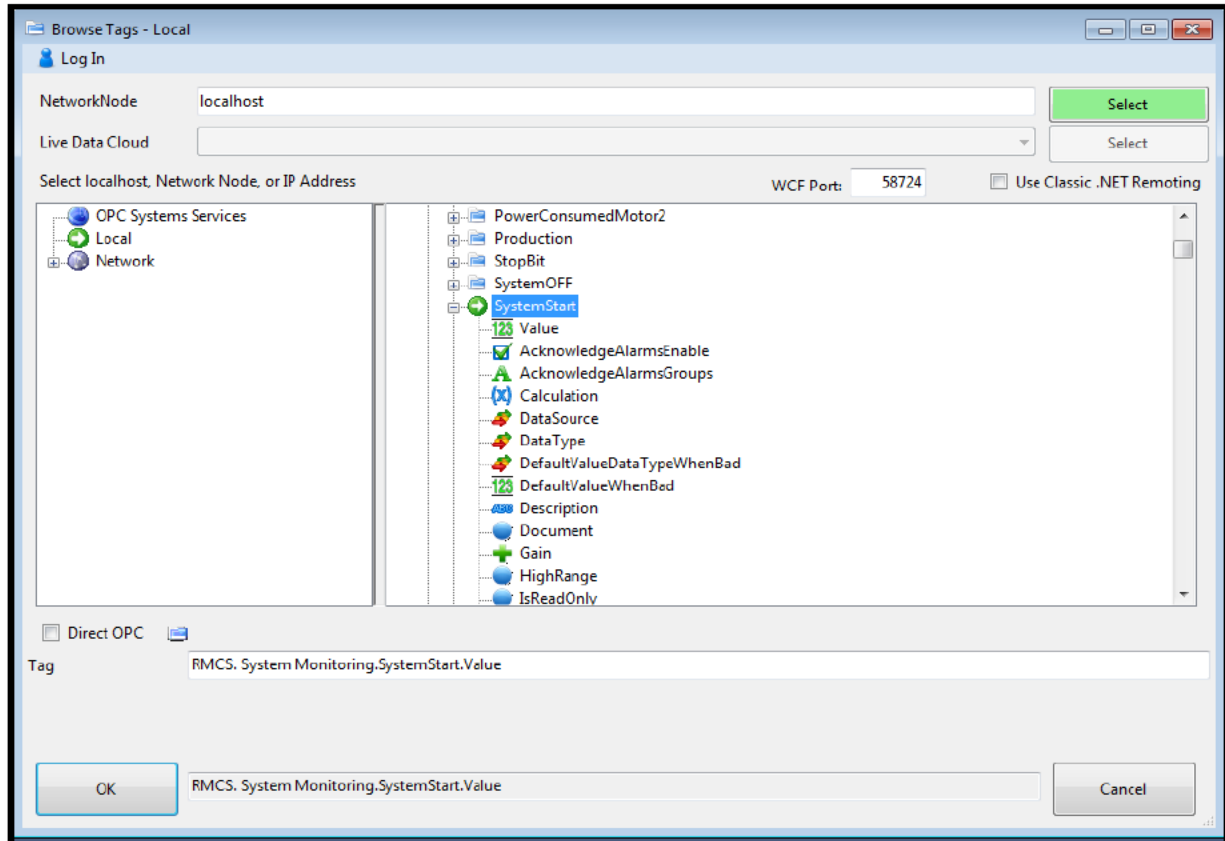 Browse Tags - Local
Log In
NetworkNode localhost Select
Live Data Cloud Select
Select localhost, Network Node, or IP Address WCF Port: 58724 Use Classic .NET Remoting
OPC Systems Services
Local
Network
PowerConsumedMotor2
Production
StopBit
SystemOFF
SystemStart
123 Value
AcknowledgeAlarmsEnable
A AcknowledgeAlarmsGroups
(X) Calculation
DataSource
DataType
DefaultValueDataTypeWhenBad
123 DefaultValueWhenBad
Description
Document
Gain
HighRange
IsReadOnly
Direct OPC
Tag RMCS. System Monitoring.SystemStart.Value
OK RMCS. System Monitoring.SystemStart.Value Cancel